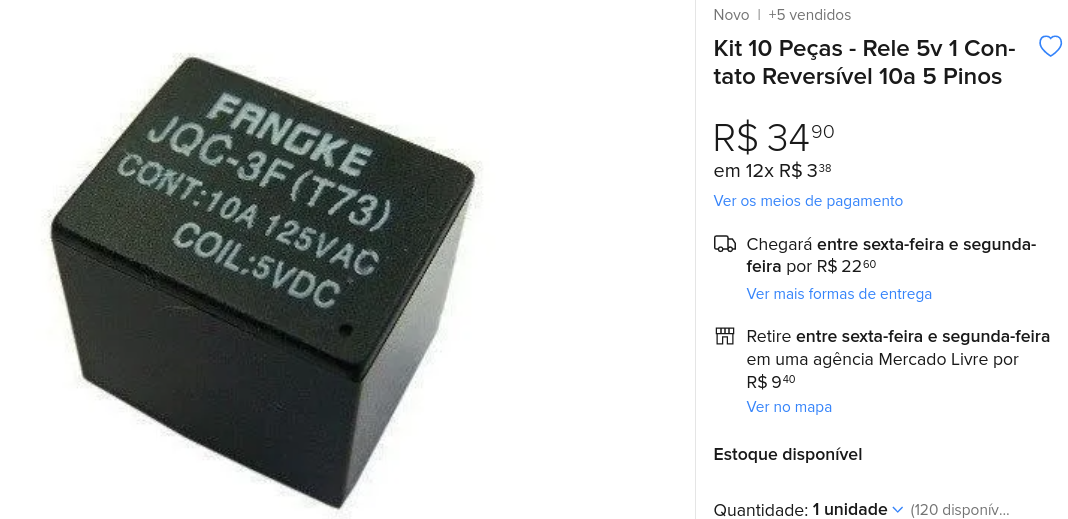 FANGKE
JQC-3F(T73)
CONT:10A 125VAC
COIL:5VDC
Novo | +5 vendidos
Kit 10 Peças - Rele 5v 1 Con-
tato Reversível 10a 5 Pinos
R$ 34 90
em 12x R$ 3 38
Ver os meios de pagamento
Chegará entre sexta-feira e segunda-
feira por R$ 22 60
Ver mais formas de entrega
Retire entre sexta-feira e segunda-feira
em uma agência Mercado Livre por
R$ 9 40
Ver no mapa
Estoque disponível
Quantidade: 1 unidade (120 disponív...